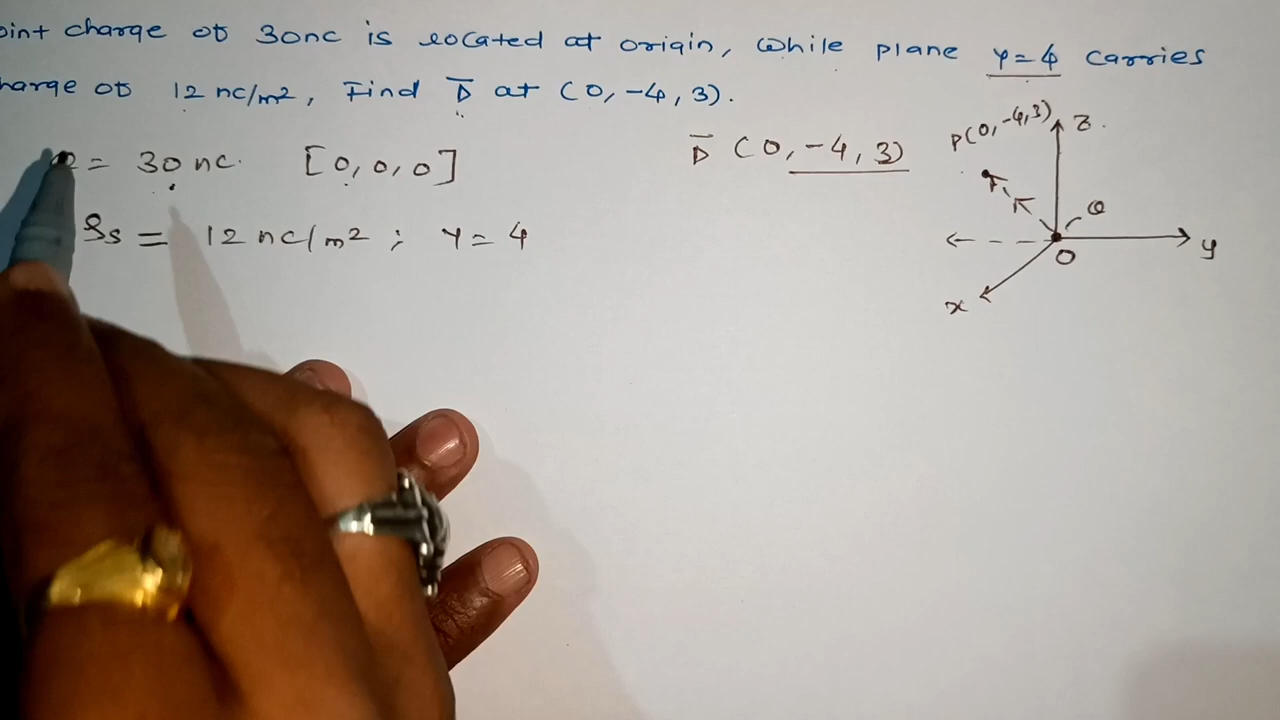 oint charge of 30nc is located at origin, while plane y=4 carries
harge of 12 nc/m², Find D̅ at (0,-4,3).
= 30 nc. [0,0,0]
D̅ (0,-4,3)
P(0,-4,3)
z
ρs = 12 nc/m² ; y=4
Q
O
y
x